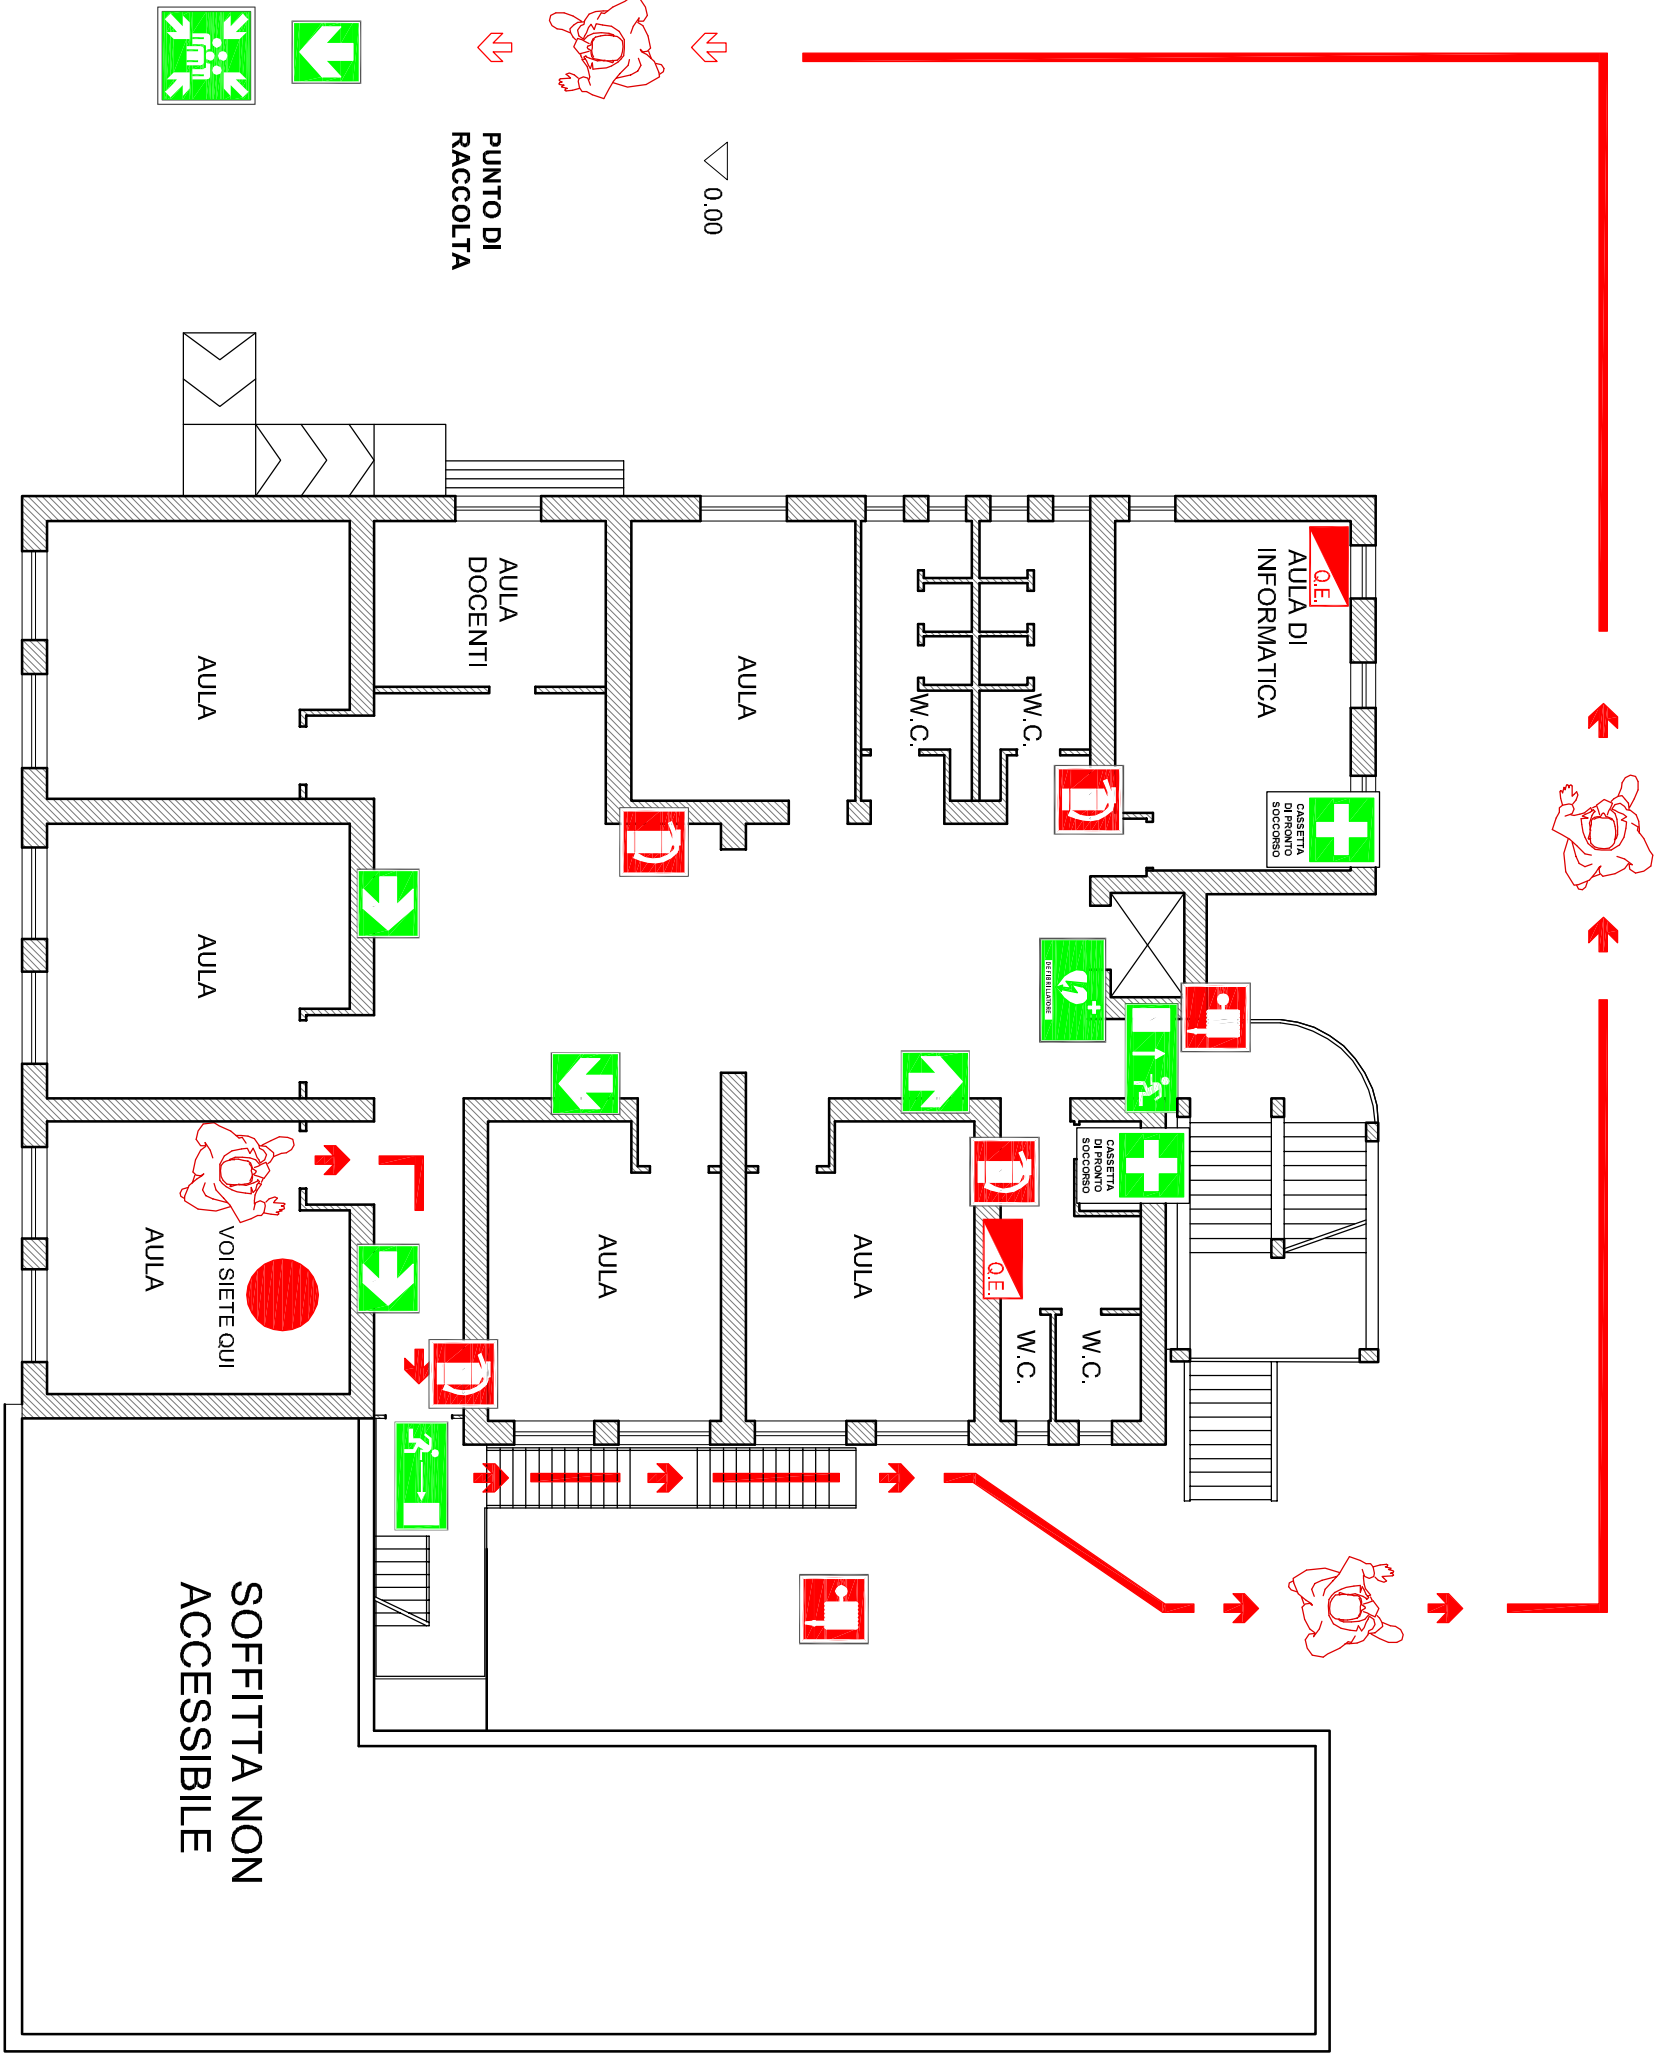 PUNTO DI
RACCOLTA
0.00
AULA DI
INFORMATICA
Q.E.
CASSETTA
DI PRONTO
SOCCORSO
W.C.
W.C.
AULA
AULA
DOCENTI
AULA
AULA
DEFIBRILLATORE
CASSETTA
DI PRONTO
SOCCORSO
Q.E.
W.C.
W.C.
AULA
AULA
VOI SIETE QUI
AULA
SOFFITTA NON
ACCESSIBILE